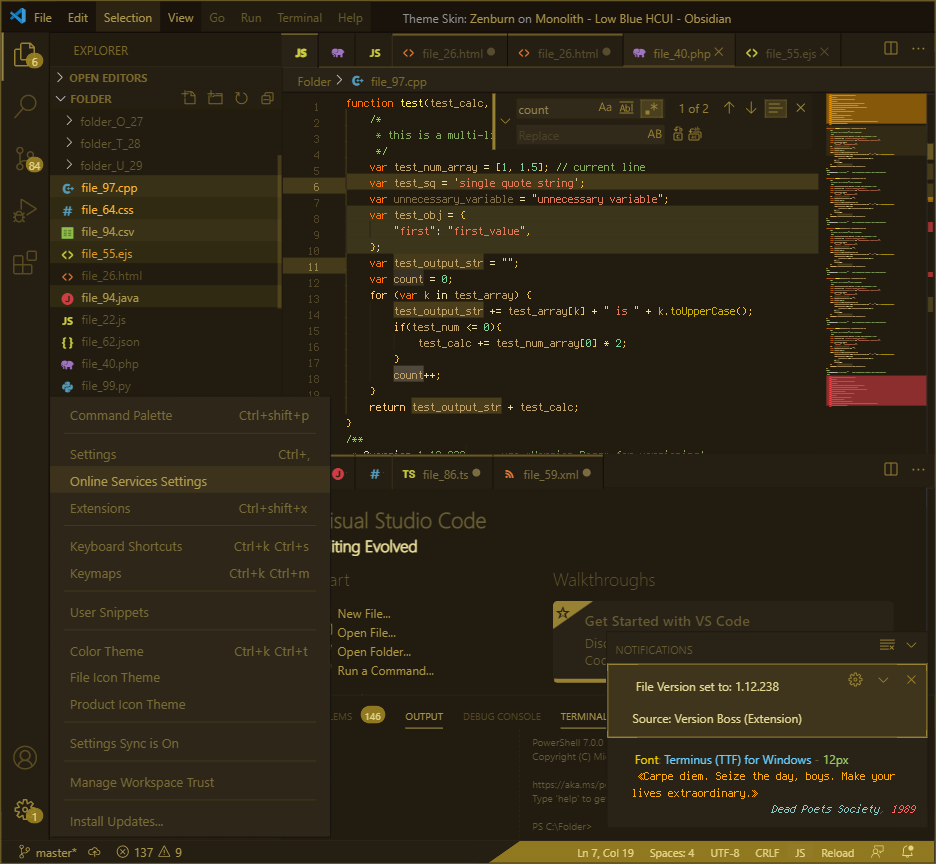 File Edit Selection View Go Run Terminal Help Theme Skin: Zenburn on Monolith - Low Blue HCUI - Obsidian
6
EXPLORER
OPEN EDITORS
FOLDER
folder_O_27
folder_T_28
folder_U_29
84
file_97.cpp
file_64.css
file_94.csv
file_55.ejs
file_26.html
file_94.java
JS file_22.js
file_62.json
file_40.php
file_99.py
JS JS file_26.html file_26.html file_40.php file_55.ejs
Folder > file_97.cpp
count Aa Ab .* 1 of 2
Replace AB
1 function test(test_calc,
2 /*
3 * this is a multi-li
4 */
5 var test_num_array = [1, 1.5]; // current line
6 var test_sq = 'single quote string';
7 var unnecessary_variable = "unnecessary variable";
8 var test_obj = {
9 "first": "first_value",
10 };
11 var test_output_str = "";
12 var count = 0;
13 for (var k in test_array) {
14 test_output_str += test_array[k] + " is " + k.toUpperCase();
15 if(test_num <= 0){
16 test_calc += test_num_array[0] * 2;
17 }
18 count++;
}
return test_output_str + test_calc;
}
/**
Command Palette Ctrl+shift+p
Settings Ctrl+,
Online Services Settings
Extensions Ctrl+shift+x
Keyboard Shortcuts Ctrl+k Ctrl+s
Keymaps Ctrl+k Ctrl+m
User Snippets
Color Theme Ctrl+k Ctrl+t
File Icon Theme
Product Icon Theme
Settings Sync is On
Manage Workspace Trust
Install Updates...
1
# TS file_86.ts file_59.xml
isual Studio Code
iting Evolved
art
New File...
Open File...
Open Folder...
Run a Command...
Walkthroughs
Get Started with VS Code
Disc
Coc
LEMS 146 OUTPUT DEBUG CONSOLE TERMINAL
PowerShell 7.0.0
Copyright (C) Mi
https://aka.ms/p
Type 'help' to ge
PS C:\Folder>
NOTIFICATIONS
File Version set to: 1.12.238
Source: Version Boss (Extension)
Font: Terminus (TTF) for Windows - 12px
«Carpe diem. Seize the day, boys. Make your
lives extraordinary.»
Dead Poets Society, 1989
master* 137 9 Ln 7, Col 19 Spaces: 4 UTF-8 CRLF JS Reload